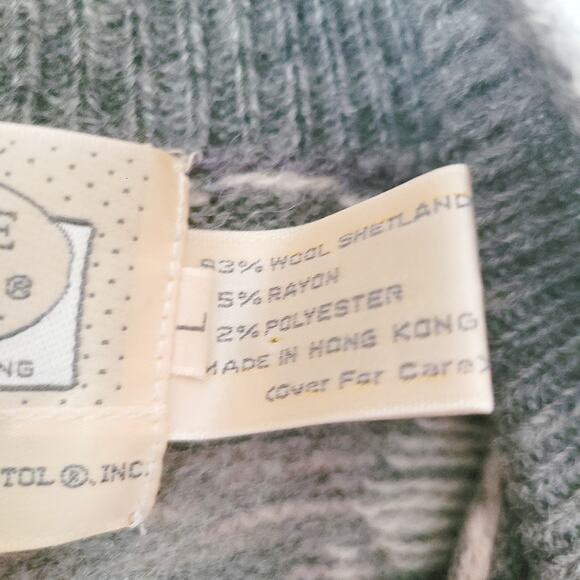 E
®
NG
TOL®, INC.
L
93% WOOL SHETLAND
5% RAYON
2% POLYESTER
MADE IN HONG KONG
(Over For Care)